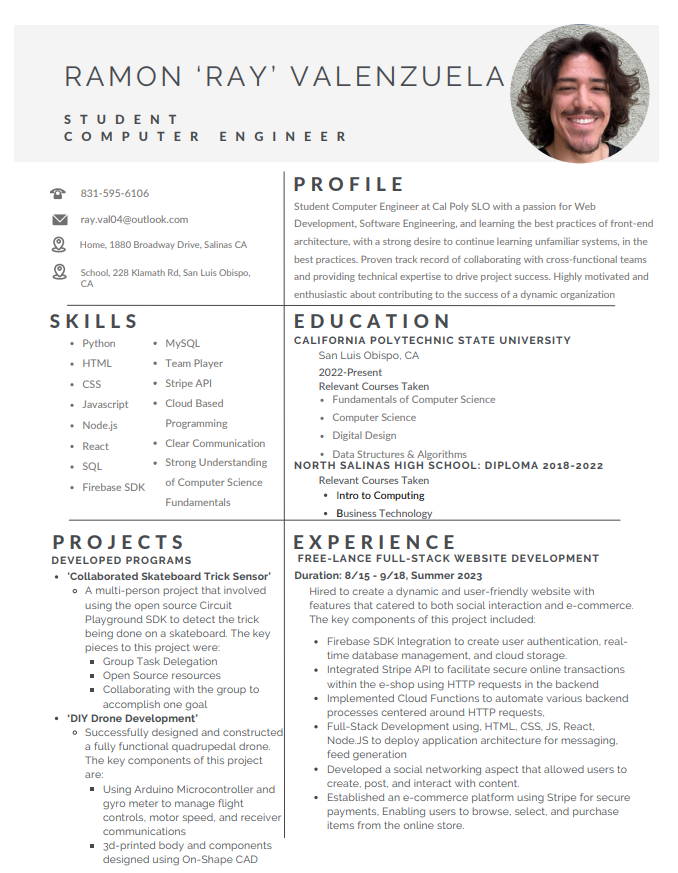 RAMON ‘RAY’ VALENZUELA
STUDENT
COMPUTER ENGINEER
831-595-6106
ray.val04@outlook.com
Home, 1880 Broadway Drive, Salinas CA
School, 228 Klamath Rd, San Luis Obispo,
CA
PROFILE
Student Computer Engineer at Cal Poly SLO with a passion for Web
Development, Software Engineering, and learning the best practices of front-end
architecture, with a strong desire to continue learning unfamiliar systems, in the
best practices. Proven track record of collaborating with cross-functional teams
and providing technical expertise to drive project success. Highly motivated and
enthusiastic about contributing to the success of a dynamic organization
SKILLS
• Python
• HTML
• CSS
• Javascript
• Node.js
• React
• SQL
• Firebase SDK
• MySQL
• Team Player
• Stripe API
• Cloud Based
Programming
• Clear Communication
• Strong Understanding
of Computer Science
Fundamentals
EDUCATION
CALIFORNIA POLYTECHNIC STATE UNIVERSITY
San Luis Obispo, CA
2022-Present
Relevant Courses Taken
• Fundamentals of Computer Science
• Computer Science
• Digital Design
• Data Structures & Algorithms
NORTH SALINAS HIGH SCHOOL: DIPLOMA 2018-2022
Relevant Courses Taken
• Intro to Computing
• Business Technology
PROJECTS
DEVELOPED PROGRAMS
• ‘Collaborated Skateboard Trick Sensor’
○ A multi-person project that involved
using the open source Circuit
Playground SDK to detect the trick
being done on a skateboard. The key
pieces to this project were:
▪ Group Task Delegation
▪ Open Source resources
▪ Collaborating with the group to
accomplish one goal
• ‘DIY Drone Development’
○ Successfully designed and constructed
a fully functional quadrupedal drone.
The key components of this project
are:
▪ Using Arduino Microcontroller and
gyro meter to manage flight
controls, motor speed, and receiver
communications
▪ 3d-printed body and components
designed using On-Shape CAD
EXPERIENCE
FREE-LANCE FULL-STACK WEBSITE DEVELOPMENT
Duration: 8/15 - 9/18, Summer 2023
Hired to create a dynamic and user-friendly website with
features that catered to both social interaction and e-commerce.
The key components of this project included:
• Firebase SDK Integration to create user authentication, real-
time database management, and cloud storage.
• Integrated Stripe API to facilitate secure online transactions
within the e-shop using HTTP requests in the backend
• Implemented Cloud Functions to automate various backend
processes centered around HTTP requests,
• Full-Stack Development using, HTML, CSS, JS, React,
Node.JS to deploy application architecture for messaging,
feed generation
• Developed a social networking aspect that allowed users to
create, post, and interact with content.
• Established an e-commerce platform using Stripe for secure
payments, Enabling users to browse, select, and purchase
items from the online store.